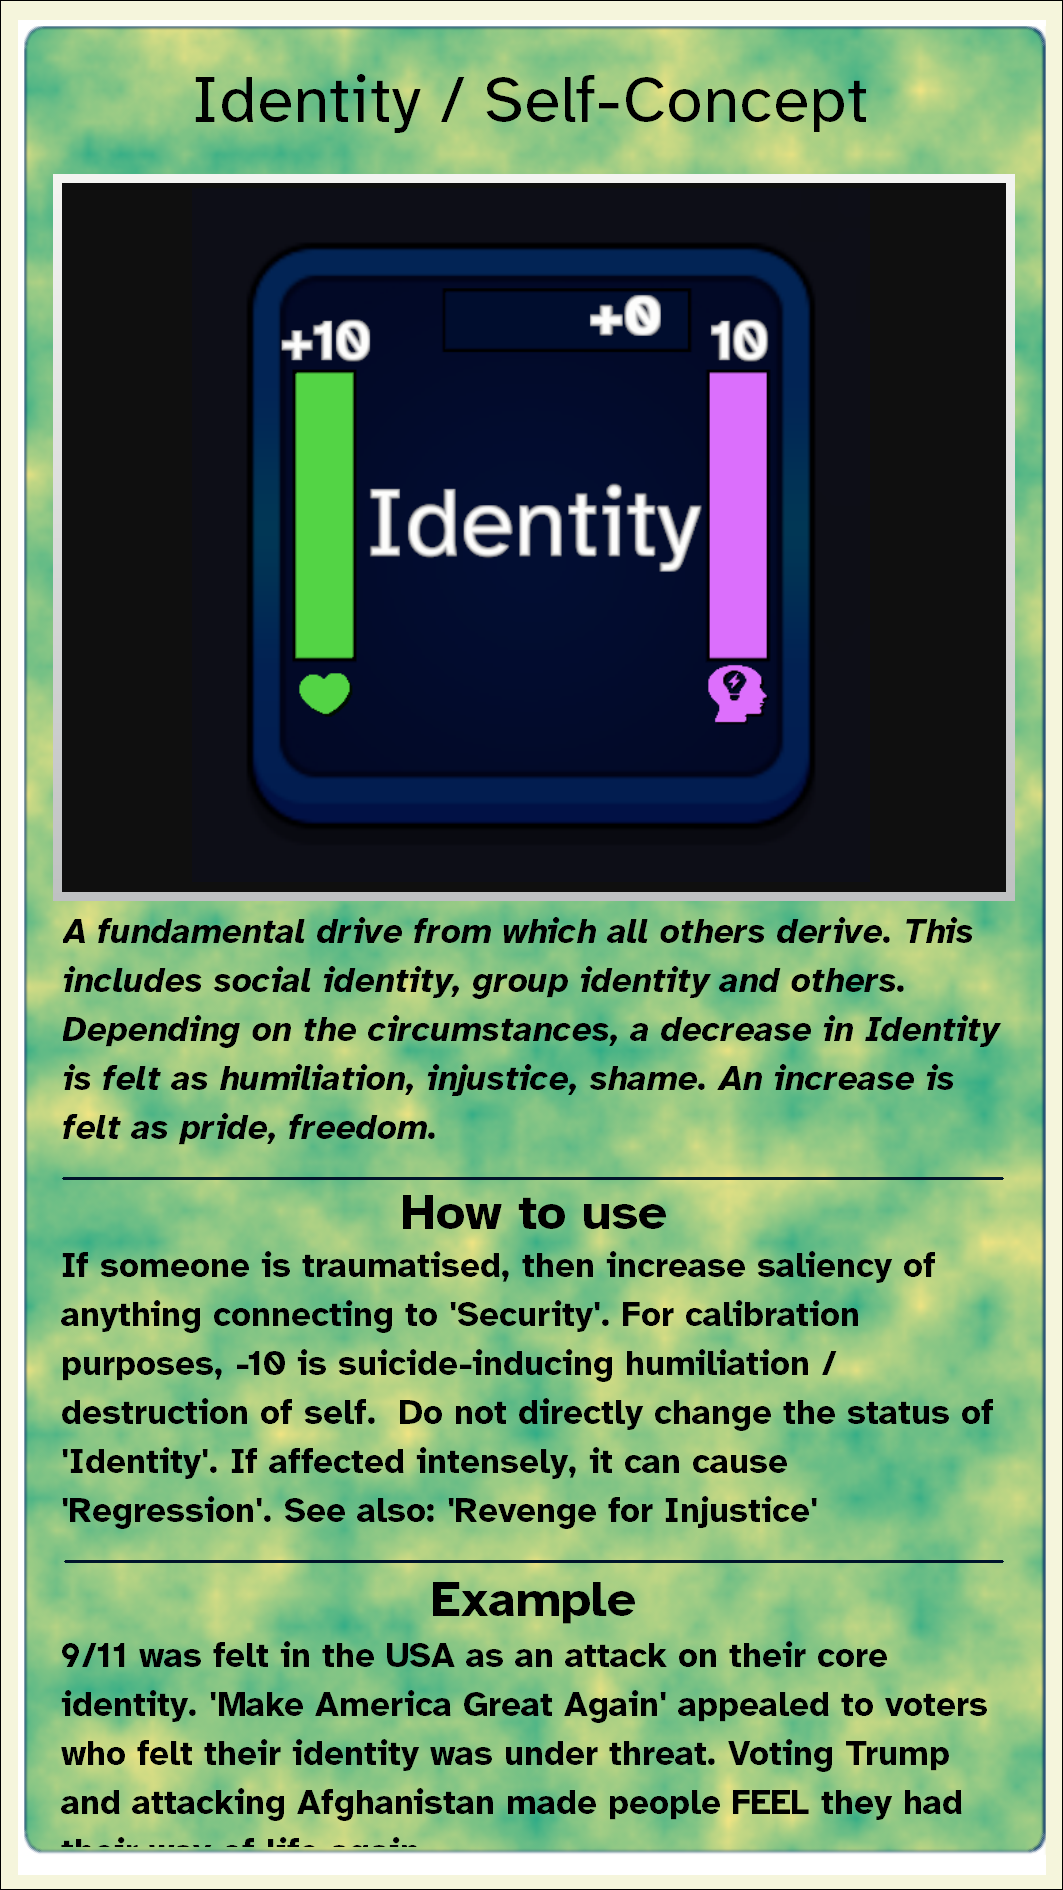 Identity / Self-Concept
+0
+10
10
Identity
A fundamental drive from which all others derive. This
includes social identity, group identity and others.
Depending on the circumstances, a decrease in Identity
is felt as humiliation, injustice, shame. An increase is
felt as pride, freedom.
How to use
If someone is traumatised, then increase saliency of
anything connecting to 'Security'. For calibration
purposes, -10 is suicide-inducing humiliation /
destruction of self.  Do not directly change the status of
'Identity'. If affected intensely, it can cause
'Regression'. See also: 'Revenge for Injustice'
Example
9/11 was felt in the USA as an attack on their core
identity. 'Make America Great Again' appealed to voters
who felt their identity was under threat. Voting Trump
and attacking Afghanistan made people FEEL they had
their way of life again